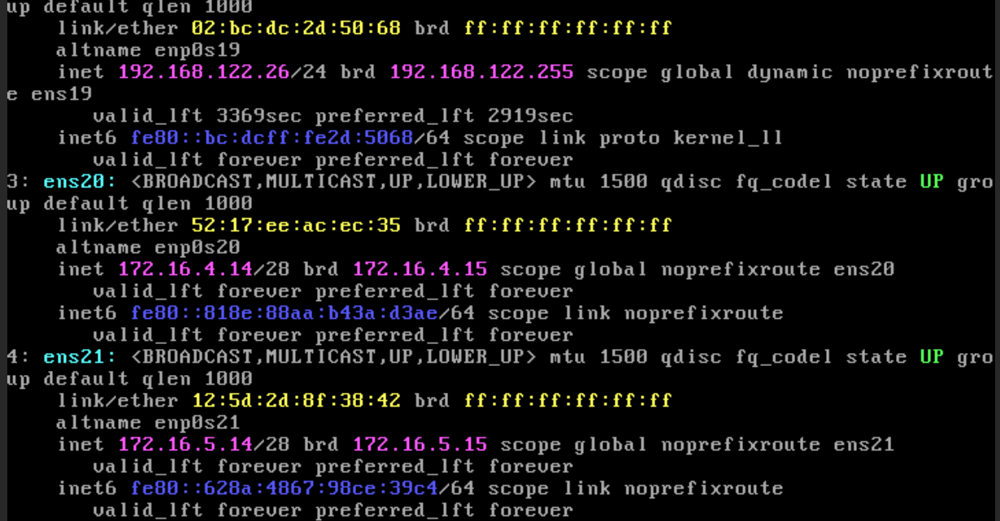 up default qlen 1000
link/ether 02:bc:dc:2d:50:68 brd ff:ff:ff:ff:ff:ff
altname enp0s19
inet 192.168.122.26/24 brd 192.168.122.255 scope global dynamic noprefixrout
e ens19
valid_lft 3369sec preferred_lft 2919sec
inet6 fe80::bc:dcff:fe2d:5068/64 scope link proto kernel_ll
valid_lft forever preferred_lft forever
3: ens20: <BROADCAST,MULTICAST,UP,LOWER_UP> mtu 1500 qdisc fq_codel state UP gro
up default qlen 1000
link/ether 52:17:ee:ac:ec:35 brd ff:ff:ff:ff:ff:ff
altname enp0s20
inet 172.16.4.14/28 brd 172.16.4.15 scope global noprefixroute ens20
valid_lft forever preferred_lft forever
inet6 fe80::818e:88aa:b43a:d3ae/64 scope link noprefixroute
valid_lft forever preferred_lft forever
4: ens21: <BROADCAST,MULTICAST,UP,LOWER_UP> mtu 1500 qdisc fq_codel state UP gro
up default qlen 1000
link/ether 12:5d:2d:8f:38:42 brd ff:ff:ff:ff:ff:ff
altname enp0s21
inet 172.16.5.14/28 brd 172.16.5.15 scope global noprefixroute ens21
valid_lft forever preferred_lft forever
inet6 fe80::628a:4867:98ce:39c4/64 scope link noprefixroute
valid_lft forever preferred_lft forever